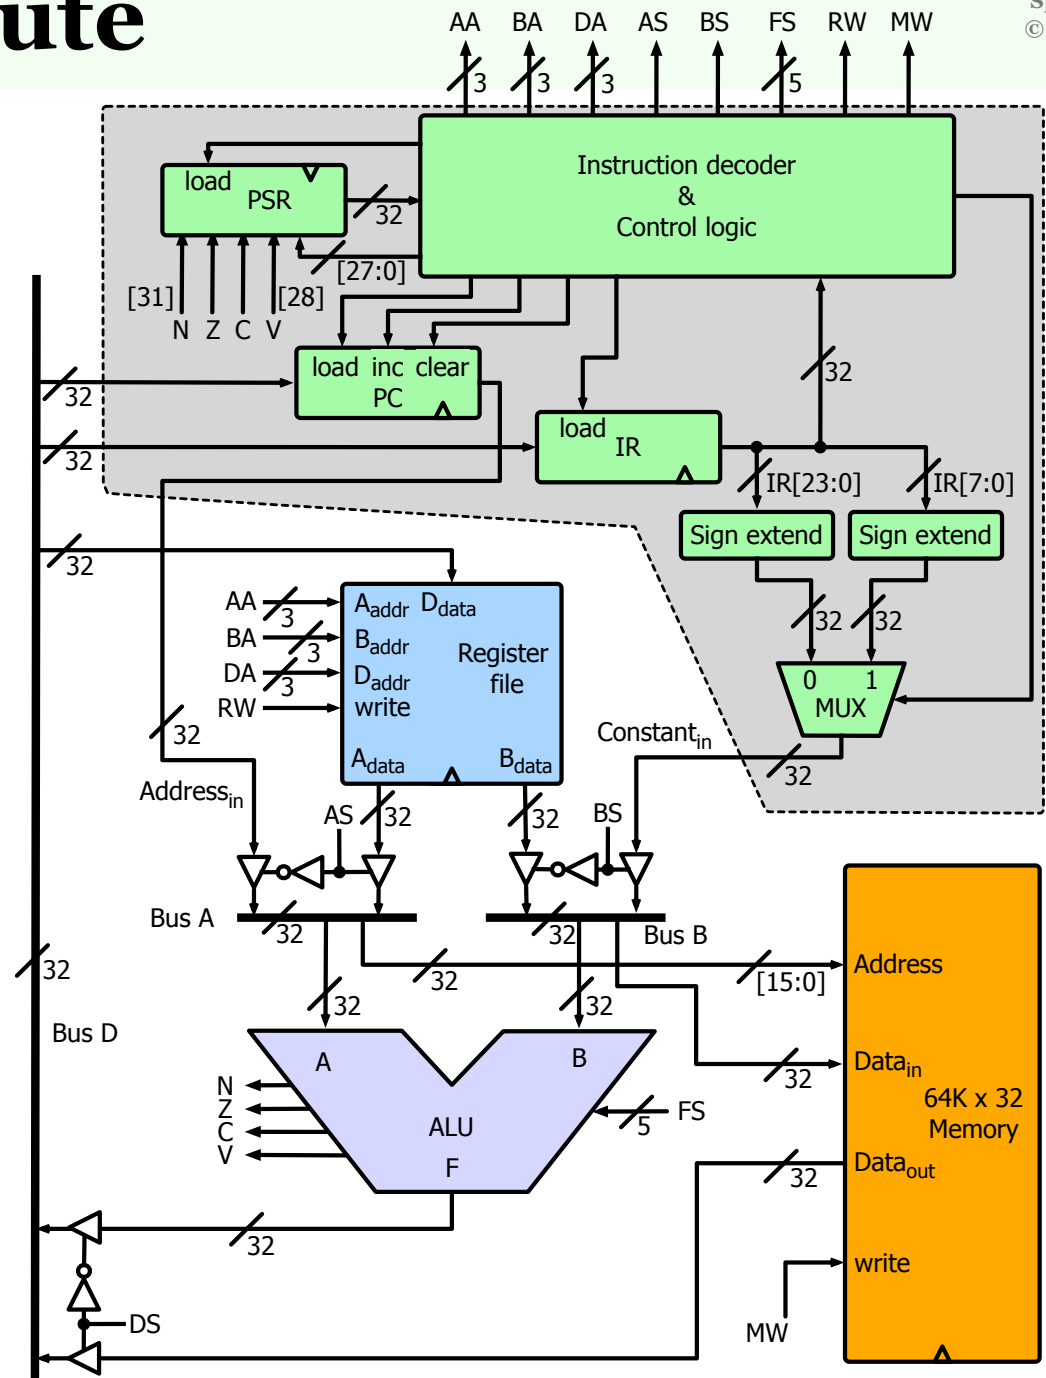 ute
©
AA BA DA AS BS FS RW MW
3 3 3 5
Instruction decoder
&
Control logic
load
PSR
32
[27:0]
[31] [28]
N Z C V
load inc clear
PC
32
32
load
IR
32
IR[23:0] IR[7:0]
Sign extend Sign extend
32
32 32
0 1
MUX
AA 3
BA 3
DA 3
RW
Aaddr Ddata
Baddr
Daddr
write
Register
file
Adata Bdata
32
Constantin
32
Addressin
AS 32
32 BS
Bus A 32
32 Bus B
32
32
[15:0]
Address
32
32
Bus D
32
A B
N
Z
C
V
ALU
F
5 FS
32
Datain
64K x 32
Memory
32
Dataout
32
write
DS
MW